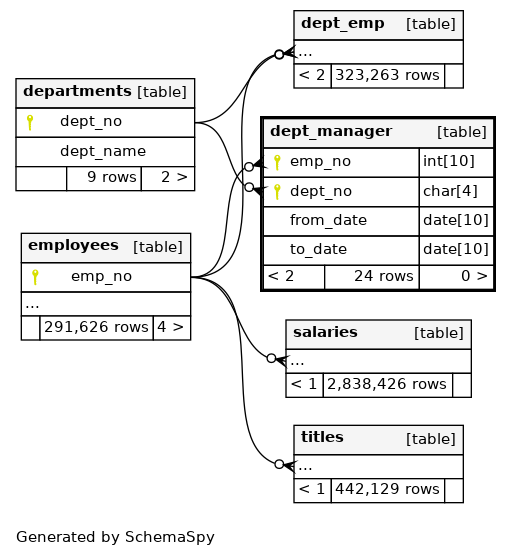 dept_emp [table]
...
< 2 323,263 rows
departments [table]
dept_no
dept_name
9 rows 2 >
dept_manager [table]
emp_no int[10]
dept_no char[4]
from_date date[10]
to_date date[10]
< 2 24 rows 0 >
employees [table]
emp_no
...
291,626 rows 4 >
salaries [table]
...
< 1 2,838,426 rows
titles [table]
...
< 1 442,129 rows
Generated by SchemaSpy